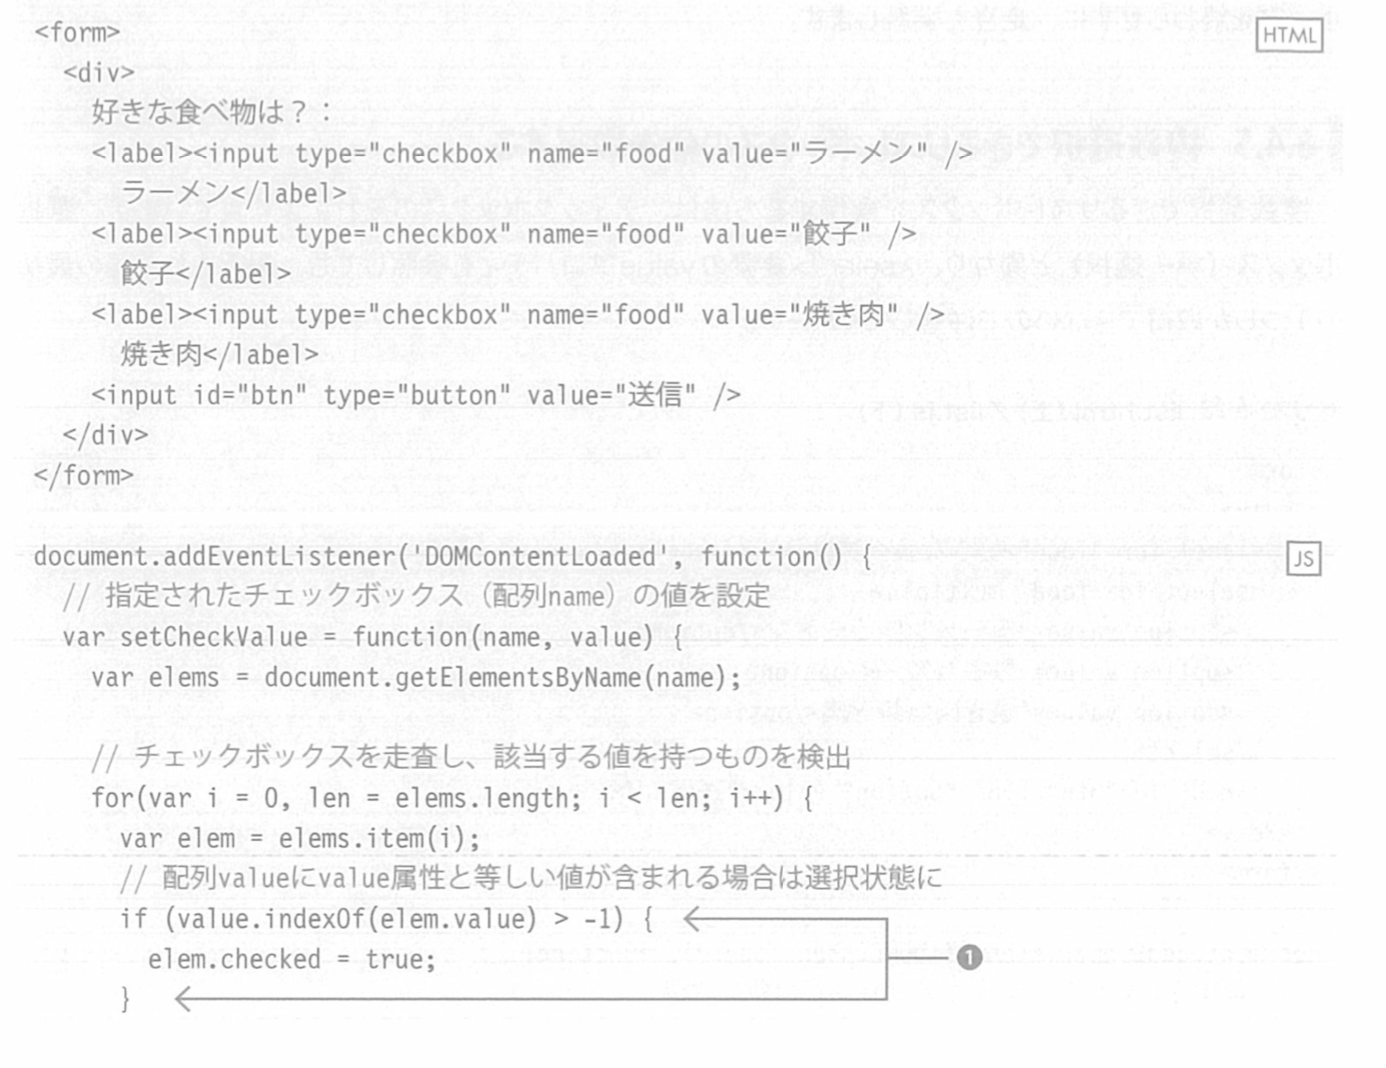 <form>
HTML
<div>
好きな食べ物は？：
<label><input type="checkbox" name="food" value="ラーメン" />
ラーメン</label>
<label><input type="checkbox" name="food" value="餃子" />
餃子</label>
<label><input type="checkbox" name="food" value="焼き肉" />
焼き肉</label>
<input id="btn" type="button" value="送信" />
</div>
</form>
document.addEventListener('DOMContentLoaded', function() {
JS
// 指定されたチェックボックス（配列name）の値を設定
var setCheckValue = function(name, value) {
var elems = document.getElementsByName(name);
// チェックボックスを走査し、該当する値を持つものを検出
for(var i = 0, len = elems.length; i < len; i++) {
var elem = elems.item(i);
// 配列valueにvalue属性と等しい値が含まれる場合は選択状態に
if (value.indexOf(elem.value) > -1) {
elem.checked = true;
❶
}